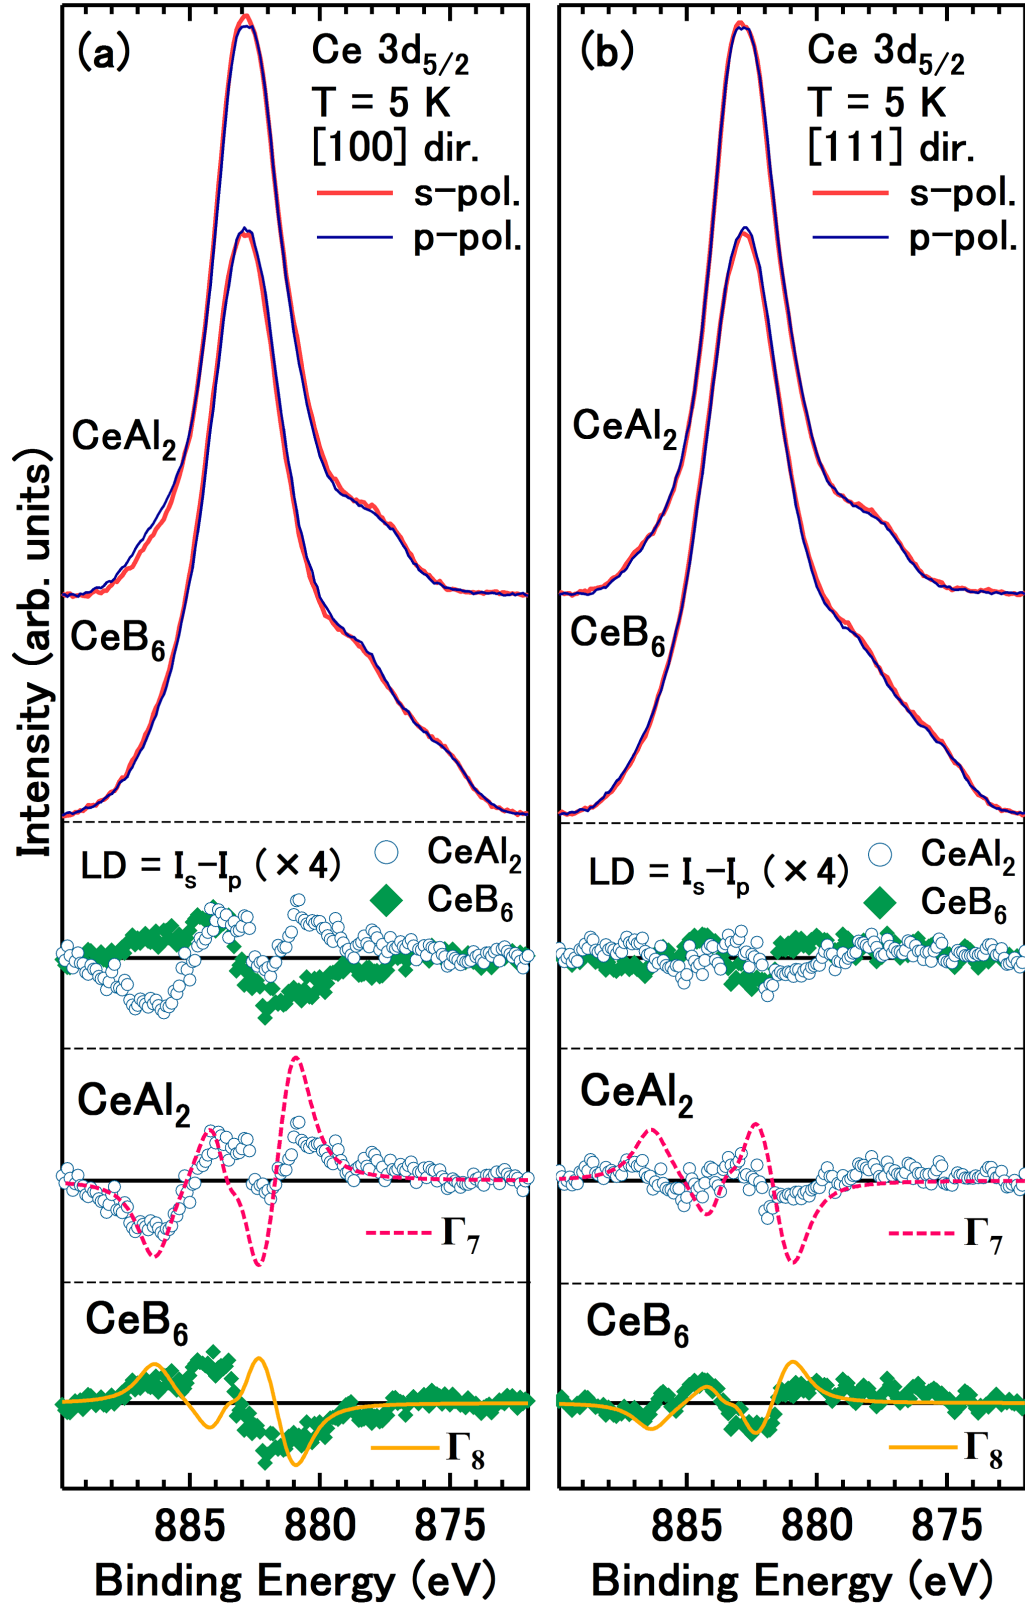 (a)
Ce 3d5/2
T = 5 K
[100] dir.
s-pol.
p-pol.
CeAl2
CeB6
LD = Is-Ip (×4)
CeAl2
CeB6
CeAl2
Γ7
CeB6
Γ8
885 880 875
Binding Energy (eV)
Intensity (arb. units)
(b)
Ce 3d5/2
T = 5 K
[111] dir.
s-pol.
p-pol.
CeAl2
CeB6
LD = Is-Ip (×4)
CeAl2
CeB6
CeAl2
Γ7
CeB6
Γ8
885 880 875
Binding Energy (eV)